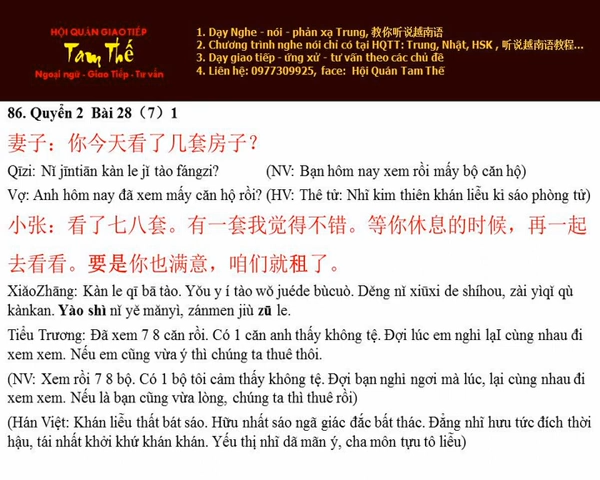 HỘI QUÁN GIAO TIẾP
Tam Thế
Ngoại ngữ - Giao Tiếp - Tư vấn
1. Dạy Nghe - nói - phản xạ Trung, 教你听说越南语
2. Chương trình nghe nói chỉ có tại HQTT: Trung, Nhật, HSK , 听说越南语教程...
3. Dạy giao tiếp - ứng xử - tư vấn theo các chủ đề
4. Liên hệ: 0977309925, face: Hội Quán Tam Thế
86. Quyển 2 Bài 28（7）1
妻子：你今天看了几套房子？
Qīzi: Nǐ jīntiān kàn le jǐ tào fángzi? (NV: Bạn hôm nay xem rồi mấy bộ căn hộ)
Vợ: Anh hôm nay đã xem mấy căn hộ rồi? (HV: Thê tử: Nhĩ kim thiên khán liễu ki sáo phòng tử)
小张：看了七八套。有一套我觉得不错。等你休息的时候，再一起
去看看。要是你也满意，咱们就租了。
XiǎoZhāng: Kàn le qī bā tào. Yǒu y í tào wǒ juéde bùcuò. Děng nǐ xiūxi de shíhou, zài yìqǐ qù
kànkan. Yào shì nǐ yě mǎnyì, zánmen jiù zū le.
Tiểu Trương: Đã xem 7 8 căn rồi. Có 1 căn anh thấy không tệ. Đợi lúc em nghi lạI cùng nhau đi
xem xem. Nếu em cũng vừa ý thì chúng ta thuê thôi.
(NV: Xem rồi 7 8 bộ. Có 1 bộ tôi cảm thấy không tệ. Đợi bạn nghỉ ngơi mà lúc, lại cùng nhau đi
xem xem. Nếu là bạn cũng vừa lòng, chúng ta thì thuê rồi)
(Hán Việt: Khán liễu thất bát sáo. Hữu nhất sáo ngã giác đắc bất thác. Đẳng nhĩ hưu tức đích thời
hậu, tái nhất khởi khứ khán khán. Yếu thị nhĩ dã mãn ý, cha môn tựu tô liễu)